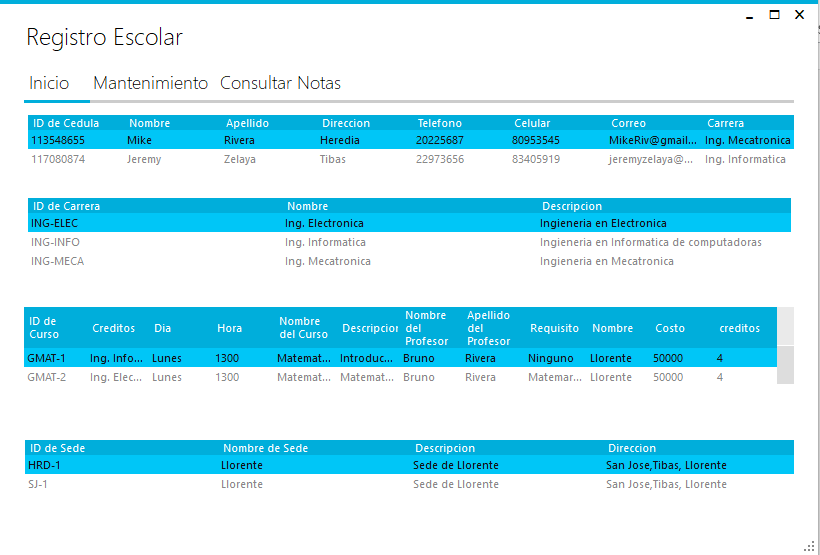 Registro Escolar
Inicio Mantenimiento Consultar Notas
ID de Cedula Nombre Apellido Direccion Telefono Celular Correo Carrera
113548655 Mike Rivera Heredia 20225687 80953545 MikeRiv@gmail... Ing. Mecatronica
117080874 Jeremy Zelaya Tibas 22973656 83405919 jeremyzelaya@... Ing. Informatica
ID de Carrera Nombre Descripcion
ING-ELEC Ing. Electronica Ingieneria en Electronica
ING-INFO Ing. Informatica Ingieneria en Informatica de computadoras
ING-MECA Ing. Mecatronica Ingieneria en Mecatronica
ID de Curso Creditos Dia Hora Nombre del Curso Descripcion Nombre del Profesor Apellido del Profesor Requisito Nombre Costo creditos
GMAT-1 Ing. Info... Lunes 1300 Matemat... Introduc... Bruno Rivera Ninguno Llorente 50000 4
GMAT-2 Ing. Elec... Lunes 1300 Matemat... Matemat... Bruno Rivera Matemar... Llorente 50000 4
ID de Sede Nombre de Sede Descripcion Direccion
HRD-1 Llorente Sede de Llorente San Jose,Tibas, Llorente
SJ-1 Llorente Sede de Llorente San Jose,Tibas, Llorente